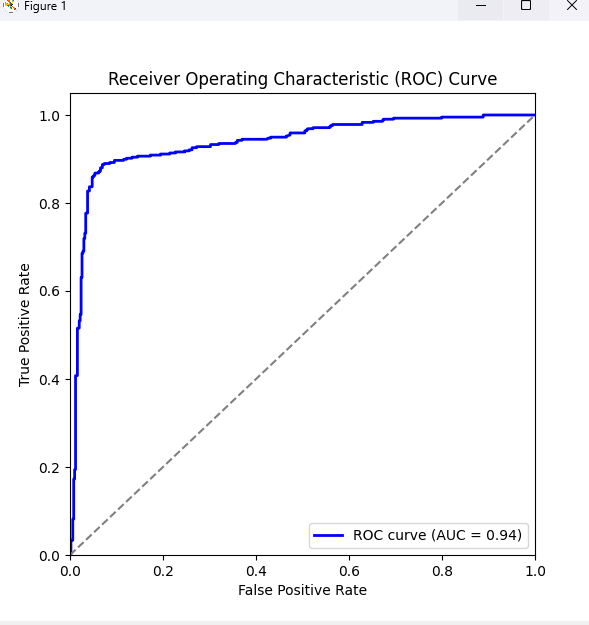 Figure 1
Receiver Operating Characteristic (ROC) Curve
1.0
0.8
0.6
0.4
0.2
0.0
True Positive Rate
ROC curve (AUC = 0.94)
0.0 0.2 0.4 0.6 0.8 1.0
False Positive Rate